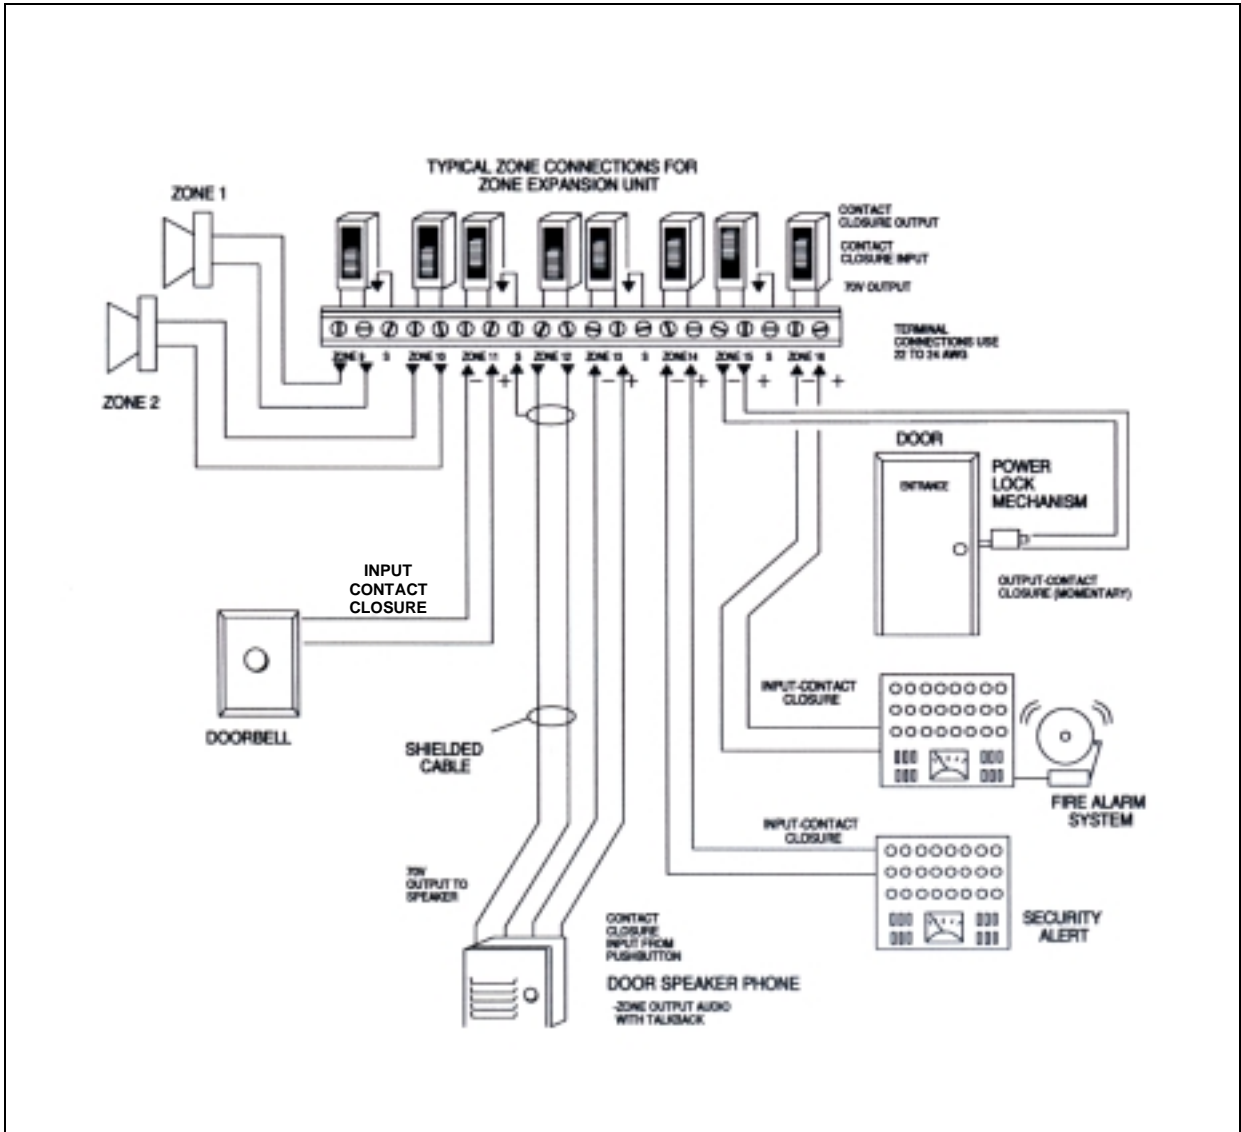 TYPICAL ZONE CONNECTIONS FOR
ZONE EXPANSION UNIT
ZONE 1
CONTACT
CLOSURE OUTPUT
CONTACT
CLOSURE INPUT
70V OUTPUT
TERMINAL
CONNECTIONS USE
22 TO 24 AWG
ZONE 9 S ZONE 10 ZONE 11 S ZONE 12 ZONE 13 S ZONE 14 ZONE 15 S ZONE 16
- + - + - + - + - +
ZONE 2
DOOR
ENTRANCE
POWER
LOCK
MECHANISM
OUTPUT-CONTACT
CLOSURE (MOMENTARY)
INPUT
CONTACT
CLOSURE
DOORBELL
SHIELDED
CABLE
INPUT-CONTACT
CLOSURE
FIRE ALARM
SYSTEM
INPUT-CONTACT
CLOSURE
SECURITY
ALERT
70V
OUTPUT TO
SPEAKER
CONTACT
CLOSURE
INPUT FROM
PUSHBUTTON
DOOR SPEAKER PHONE
-ZONE OUTPUT AUDIO
WITH TALKBACK